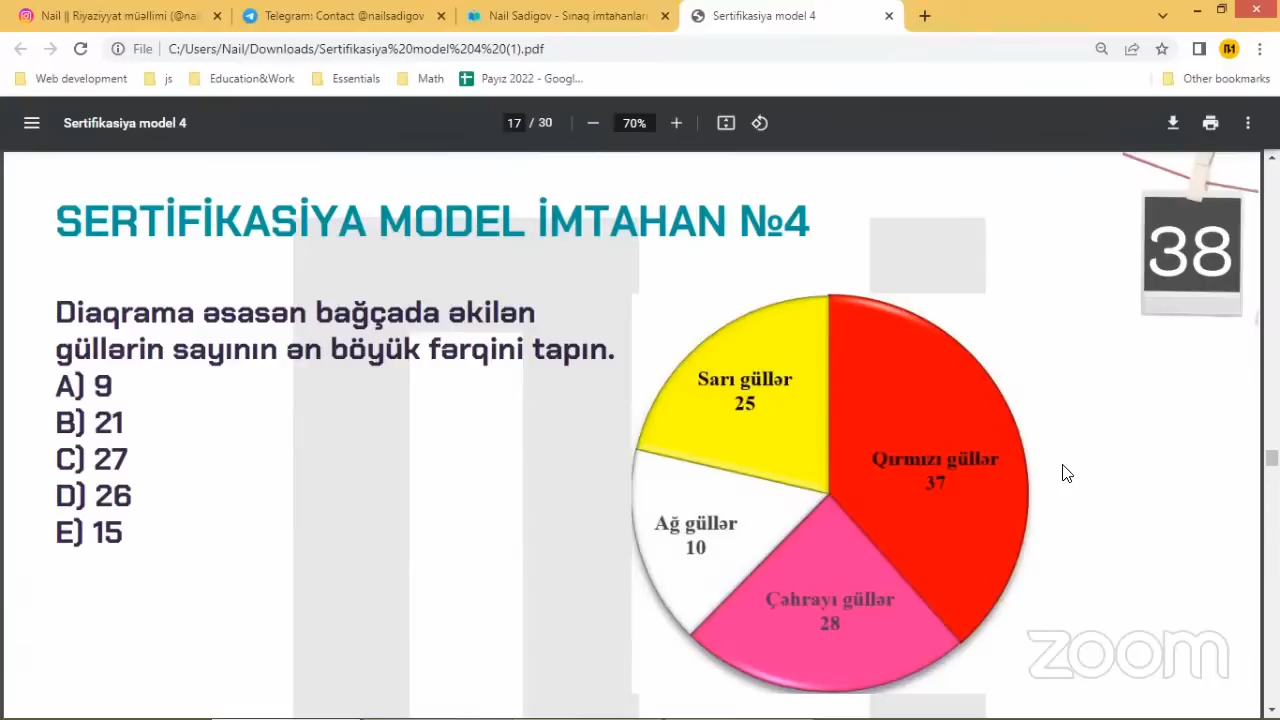 Nail || Riyaziyyat müəllimi (@nai
Telegram: Contact @nailsadigov
Nail Sadigov - Sınaq imtahanları
Sertifikasiya model 4
File
C:/Users/Nail/Downloads/Sertifikasiya%20model%204%20(1).pdf
Web development
js
Education&Work
Essentials
Math
Payız 2022 - Googl...
Other bookmarks
Sertifikasiya model 4
17 / 30
70%
SERTİFİKASİYA MODEL İMTAHAN №4
38
Diaqrama əsasən bağçada əkilən
güllərin sayının ən böyük fərqini tapın.
A) 9
B) 21
C) 27
D) 26
E) 15
Sarı güllər
25
Qırmızı güllər
37
Ağ güllər
10
Çəhrayı güllər
28
zoom